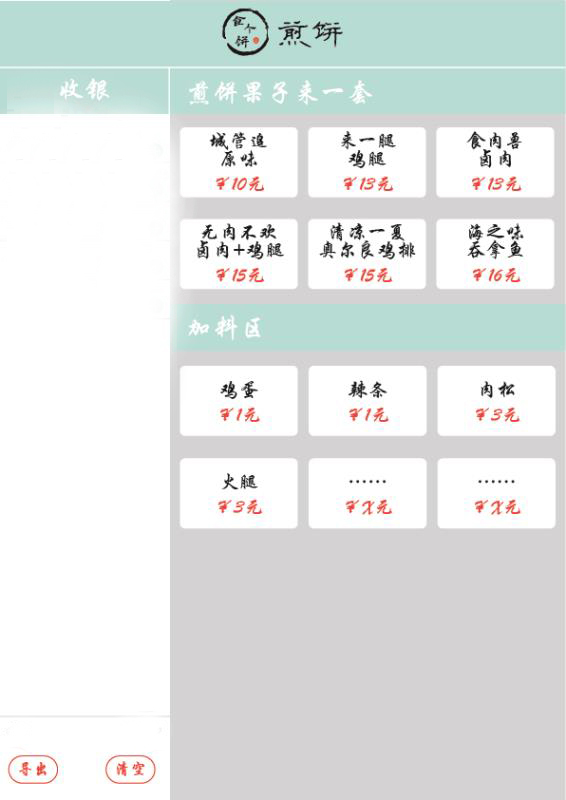 食个饼
煎饼
收银
煎饼果子来一套
城管追
原味
¥10元
来一腿
鸡腿
¥13元
食肉兽
卤肉
¥13元
无肉不欢
卤肉+鸡腿
¥15元
清凉一夏
奥尔良鸡排
¥15元
海之味
吞拿鱼
¥16元
加料区
鸡蛋
¥1元
辣条
¥1元
肉松
¥3元
火腿
¥3元
……
¥X元
……
¥X元
导出
清空